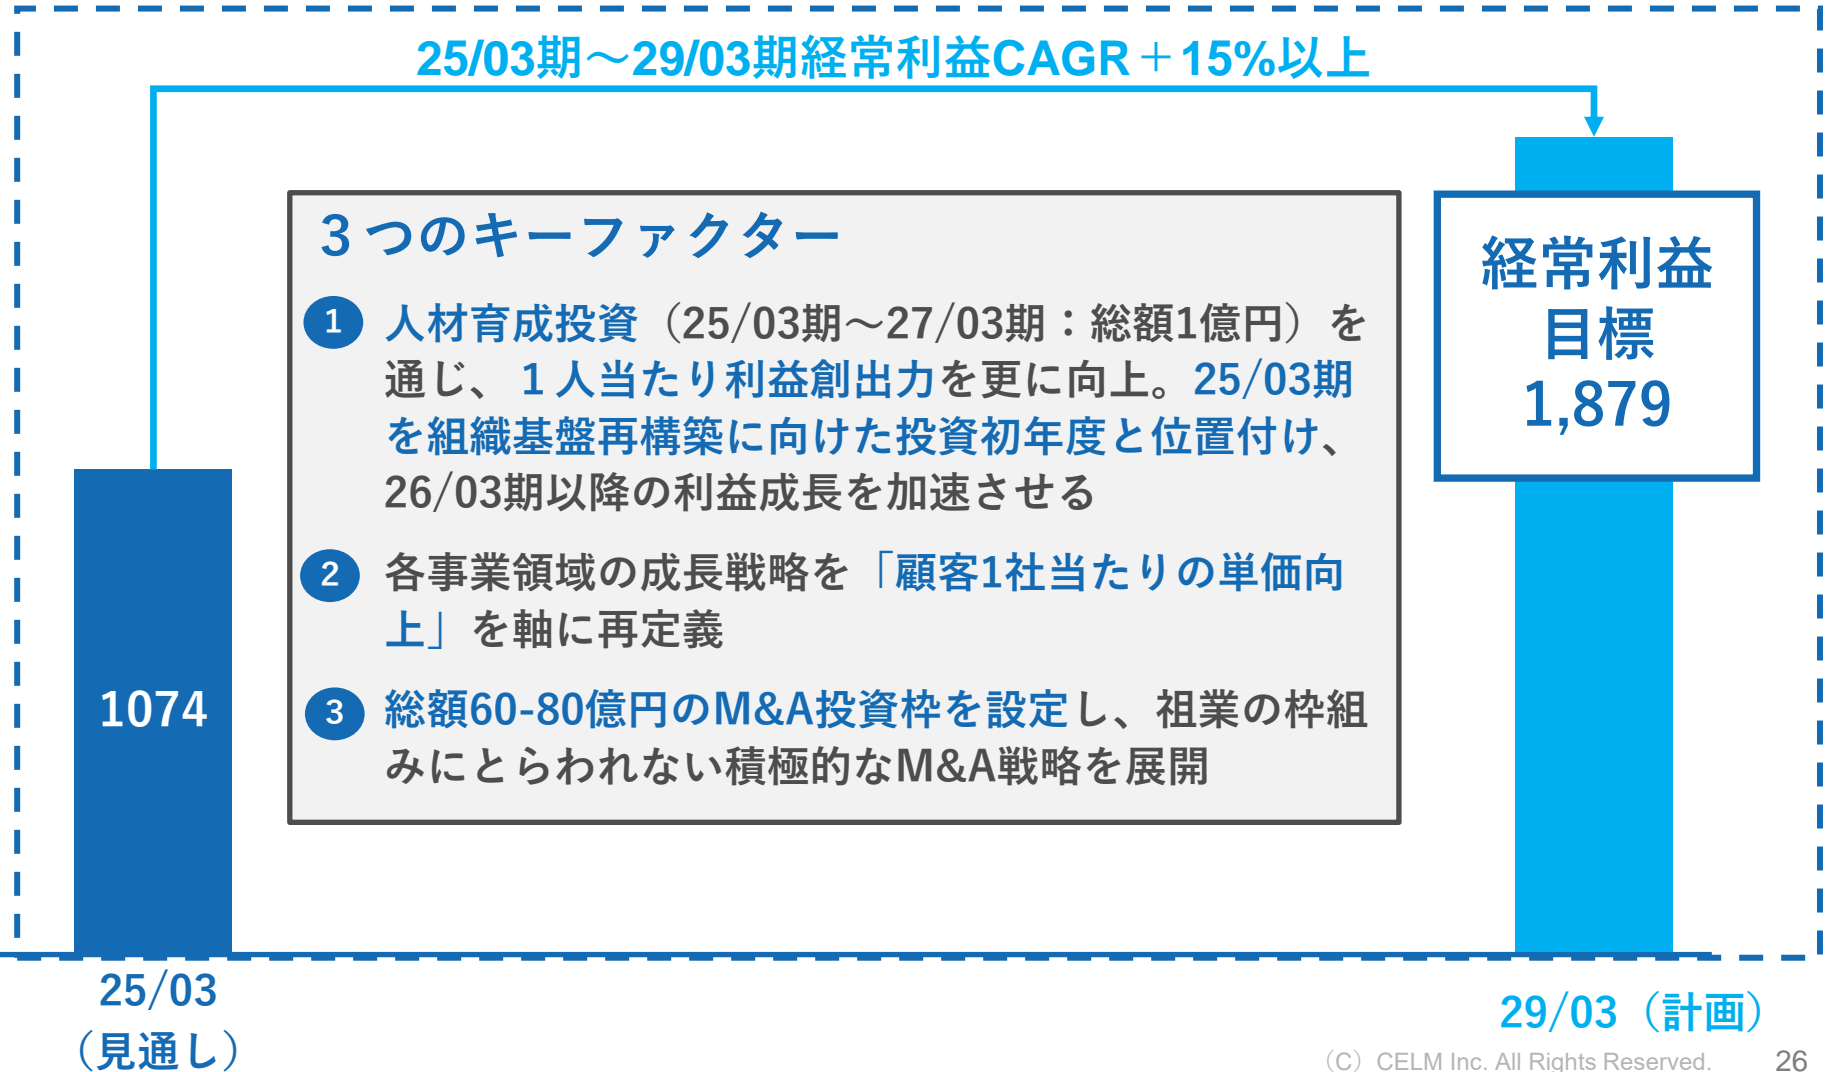 25/03期～29/03期経常利益CAGR＋15%以上
３つのキーファクター
1 人材育成投資（25/03期～27/03期：総額1億円）を
通じ、１人当たり利益創出力を更に向上。25/03期
を組織基盤再構築に向けた投資初年度と位置付け、
26/03期以降の利益成長を加速させる
2 各事業領域の成長戦略を「顧客1社当たりの単価向
上」を軸に再定義
3 総額60-80億円のM&A投資枠を設定し、祖業の枠組
みにとらわれない積極的なM&A戦略を展開
経常利益
目標
1,879
1074
25/03
（見通し）
29/03（計画）
（C）CELM Inc. All Rights Reserved.
26